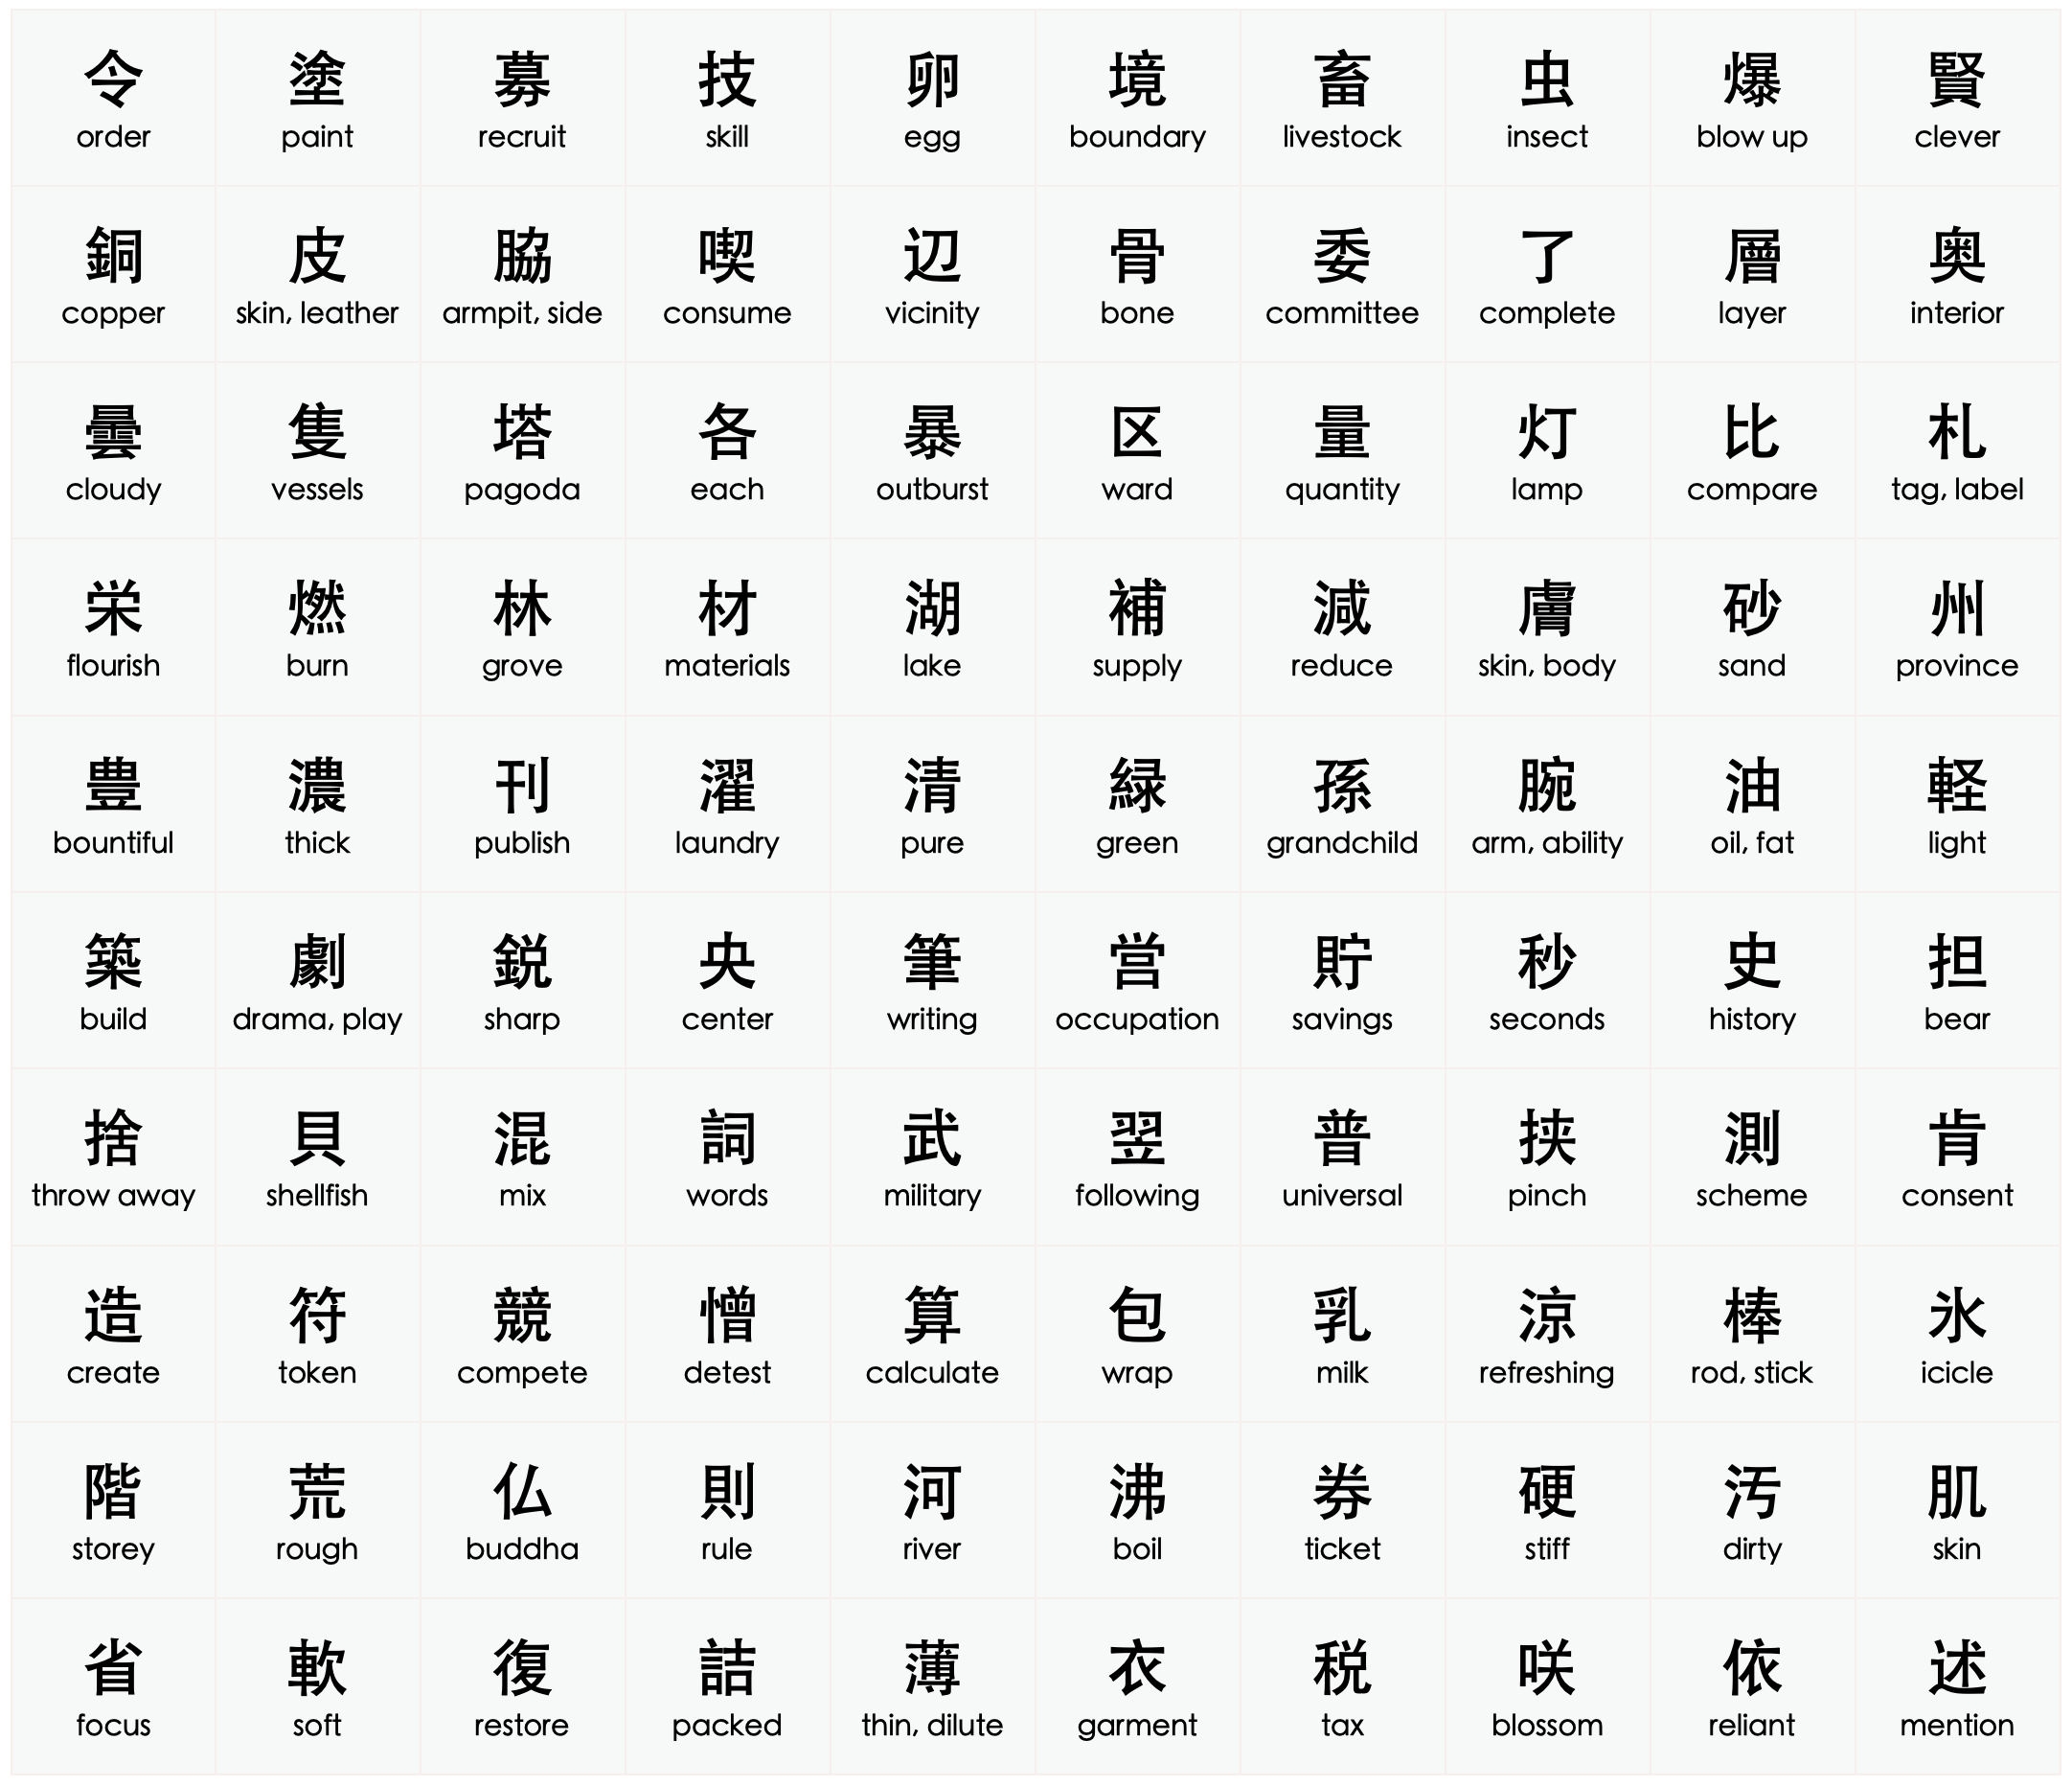 令 塗 募 技 卵 境 畜 虫 爆 賢
order paint recruit skill egg boundary livestock insect blow up clever
銅 皮 脇 喫 辺 骨 委 了 層 奥
copper skin, leather armpit, side consume vicinity bone committee complete layer interior
曇 隻 塔 各 暴 区 量 灯 比 札
cloudy vessels pagoda each outburst ward quantity lamp compare tag, label
栄 燃 林 材 湖 補 減 膚 砂 州
flourish burn grove materials lake supply reduce skin, body sand province
豊 濃 刊 濯 清 緑 孫 腕 油 軽
bountiful thick publish laundry pure green grandchild arm, ability oil, fat light
築 劇 鋭 央 筆 営 貯 秒 史 担
build drama, play sharp center writing occupation savings seconds history bear
捨 貝 混 詞 武 翌 普 挟 測 肯
throw away shellfish mix words military following universal pinch scheme consent
造 符 競 憎 算 包 乳 涼 棒 氷
create token compete detest calculate wrap milk refreshing rod, stick icicle
階 荒 仏 則 河 沸 券 硬 汚 肌
storey rough buddha rule river boil ticket stiff dirty skin
省 軟 復 詰 薄 衣 税 咲 依 述
focus soft restore packed thin, dilute garment tax blossom reliant mention